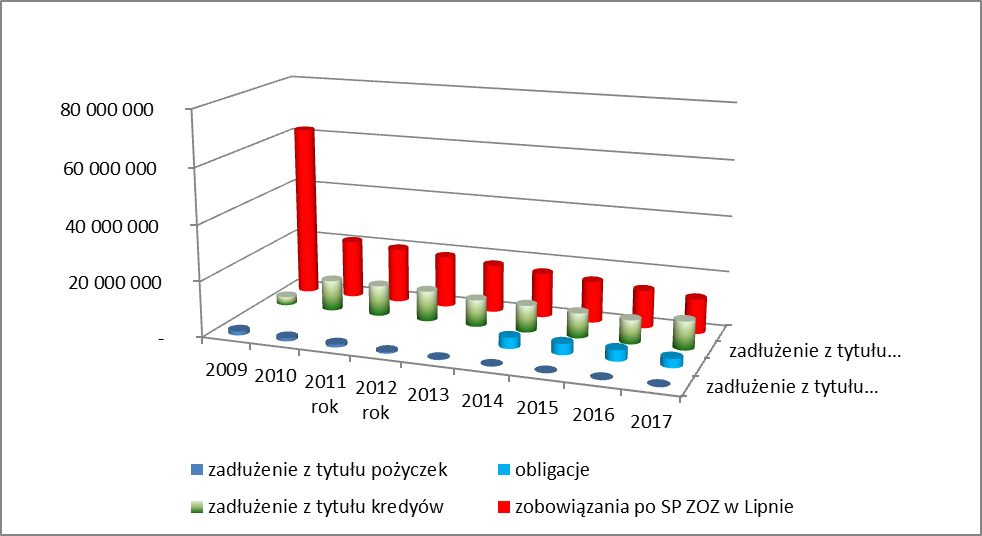 80 000 000
60 000 000
40 000 000
20 000 000
-
2009
2010
2011
rok
2012
rok
2013
2014
2015
2016
2017
zadłużenie z tytułu...
zadłużenie z tytułu...
zadłużenie z tytułu pożyczek
obligacje
zadłużenie z tytułu kredyów
zobowiązania po SP ZOZ w Lipnie